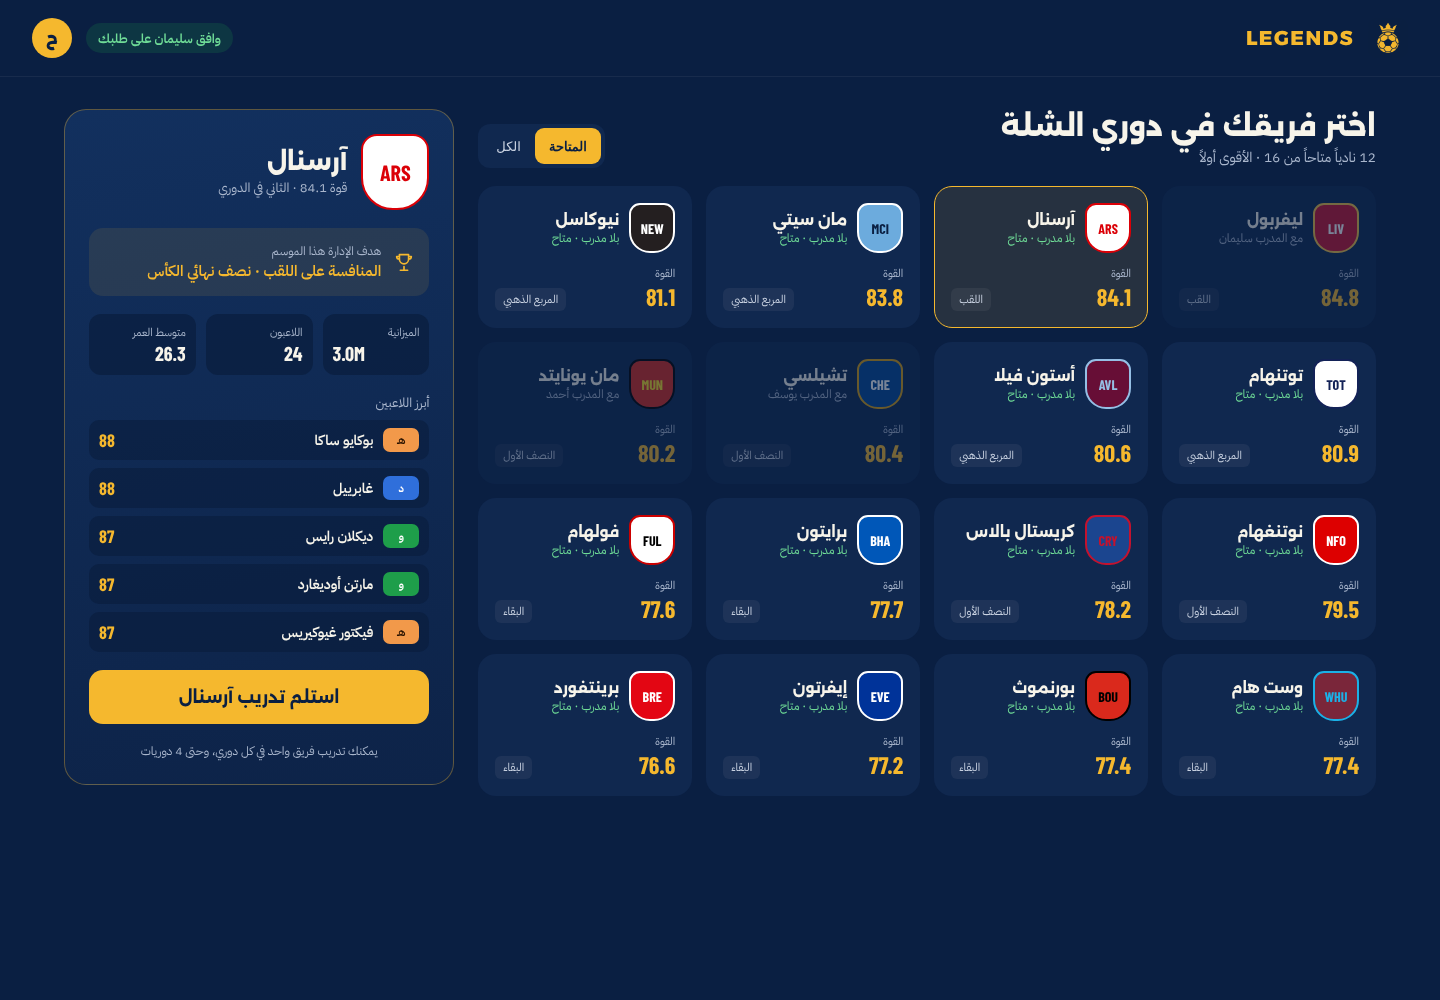 LEGENDS
وافق سليمان على طلبك
ح
اختر فريقك في دوري الشلة
12 نادياً متاحاً من 16 · الأقوى أولاً
المتاحة
الكل
LIV
ليفربول
مع المدرب سليمان
القوة
84.8
اللقب
ARS
آرسنال
بلا مدرب · متاح
القوة
84.1
اللقب
MCI
مان سيتي
بلا مدرب · متاح
القوة
83.8
المربع الذهبي
NEW
نيوكاسل
بلا مدرب · متاح
القوة
81.1
المربع الذهبي
TOT
توتنهام
بلا مدرب · متاح
القوة
80.9
المربع الذهبي
AVL
أستون فيلا
بلا مدرب · متاح
القوة
80.6
المربع الذهبي
CHE
تشيلسي
مع المدرب يوسف
القوة
80.4
النصف الأول
MUN
مان يونايتد
مع المدرب أحمد
القوة
80.2
النصف الأول
NFO
نوتنغهام
بلا مدرب · متاح
القوة
79.5
النصف الأول
CRY
كريستال بالاس
بلا مدرب · متاح
القوة
78.2
النصف الأول
BHA
برايتون
بلا مدرب · متاح
القوة
77.7
البقاء
FUL
فولهام
بلا مدرب · متاح
القوة
77.6
البقاء
WHU
وست هام
بلا مدرب · متاح
القوة
77.4
البقاء
BOU
بورنموث
بلا مدرب · متاح
القوة
77.4
البقاء
EVE
إيفرتون
بلا مدرب · متاح
القوة
77.2
البقاء
BRE
برينتفورد
بلا مدرب · متاح
القوة
76.6
البقاء
ARS
آرسنال
قوة 84.1 · الثاني في الدوري
هدف الإدارة هذا الموسم
المنافسة على اللقب · نصف نهائي الكأس
الميزانية
3.0M
اللاعبون
24
متوسط العمر
26.3
أبرز اللاعبين
هـ بوكايو ساكا 88
د غابرييل 88
و ديكلان رايس 87
و مارتن أوديغارد 87
هـ فيكتور غيوكيريس 87
استلم تدريب آرسنال
يمكنك تدريب فريق واحد في كل دوري، وحتى 4 دوريات